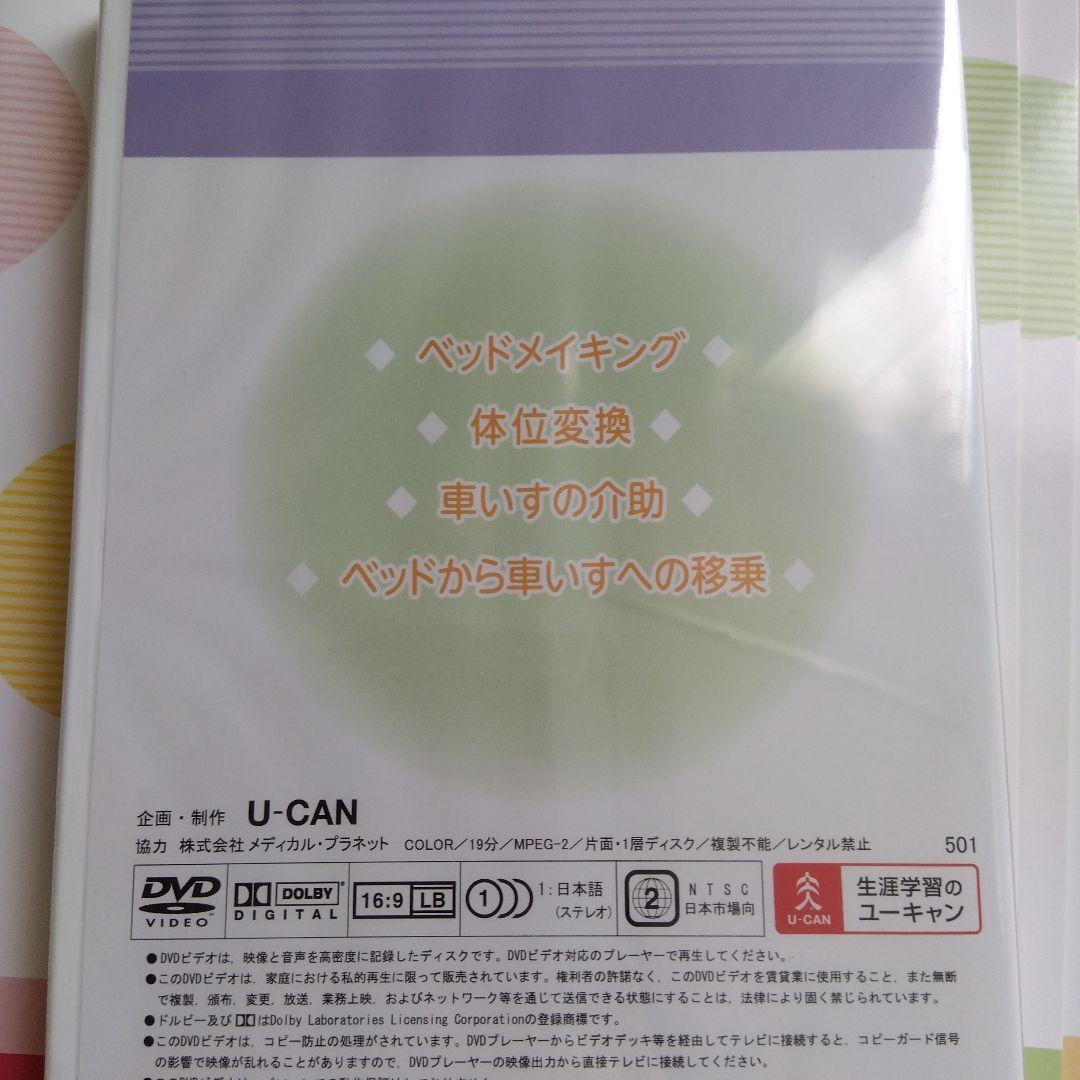 ◆ ベッドメイキング ◆
◆ 体位変換 ◆
◆ 車いすの介助 ◆
◆ ベッドから車いすへの移乗 ◆
企画・制作 U-CAN
協力 株式会社 メディカル・プラネット COLOR/19分/MPEG-2/片面・1層ディスク/複製不能/レンタル禁止 501
DVD VIDEO
DOLBY DIGITAL
16:9 LB
1 1:日本語 (ステレオ)
2 NTSC 日本市場向
U-CAN 生涯学習のユーキャン
●DVDビデオは，映像と音声を高密度に記録したディスクです。DVDビデオ対応のプレーヤーで再生してください。
●このDVDビデオは，家庭における私的再生に限って販売されています。権利者の許諾なく，このDVDビデオを賃貸業に使用すること，また無断
で複製，頒布，変更，放送，業務上映，およびネットワーク等を通じて送信できる状態にすることは，法律により固く禁じられています。
●ドルビー及びはDolby Laboratories Licensing Corporationの登録商標です。
●このDVDビデオは，コピー防止の処理がされています。DVDプレーヤーからビデオデッキ等を経由してテレビに接続すると，コピーガード信号
の影響で映像が乱れることがありますので，DVDプレーヤーの映像出力から直接テレビに接続してください。